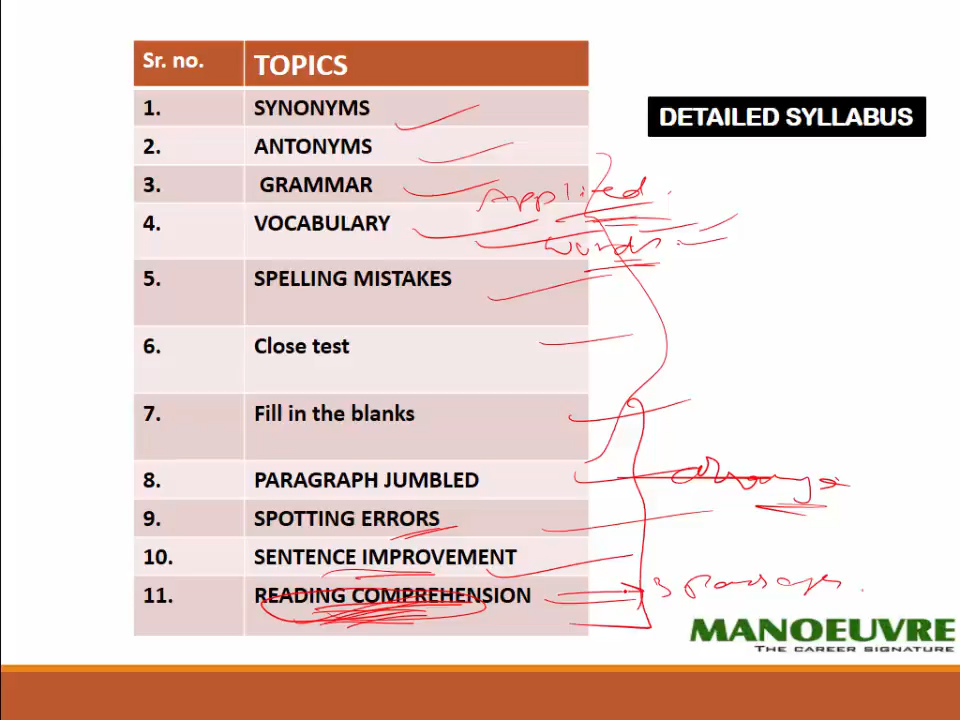 Sr. no. TOPICS
1. SYNONYMS
2. ANTONYMS
3. GRAMMAR
4. VOCABULARY
5. SPELLING MISTAKES
6. Close test
7. Fill in the blanks
8. PARAGRAPH JUMBLED
9. SPOTTING ERRORS
10. SENTENCE IMPROVEMENT
11. READING COMPREHENSION
DETAILED SYLLABUS
Applied
words
3
MANOEUVRE
THE CAREER SIGNATURE